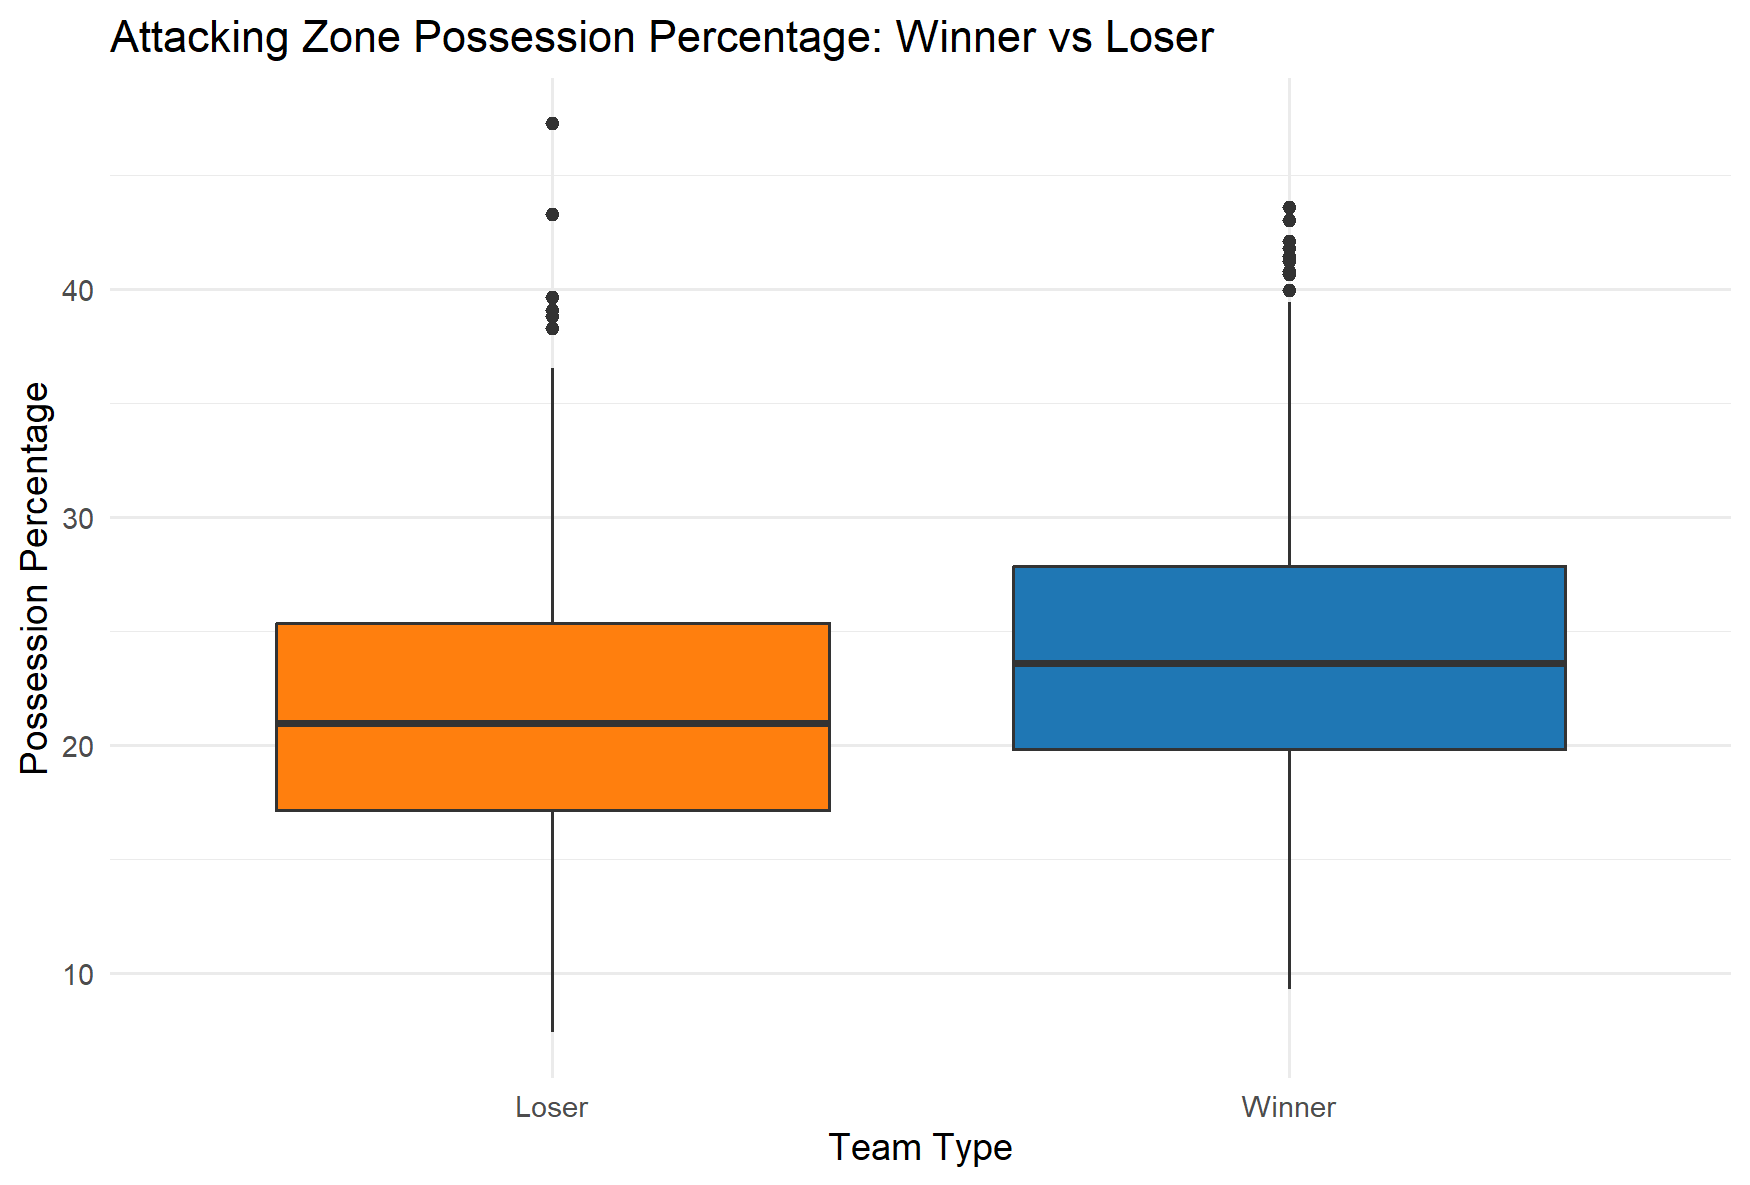 Attacking Zone Possession Percentage: Winner vs Loser
Possession Percentage
40
30
20
10
Loser
Winner
Team Type